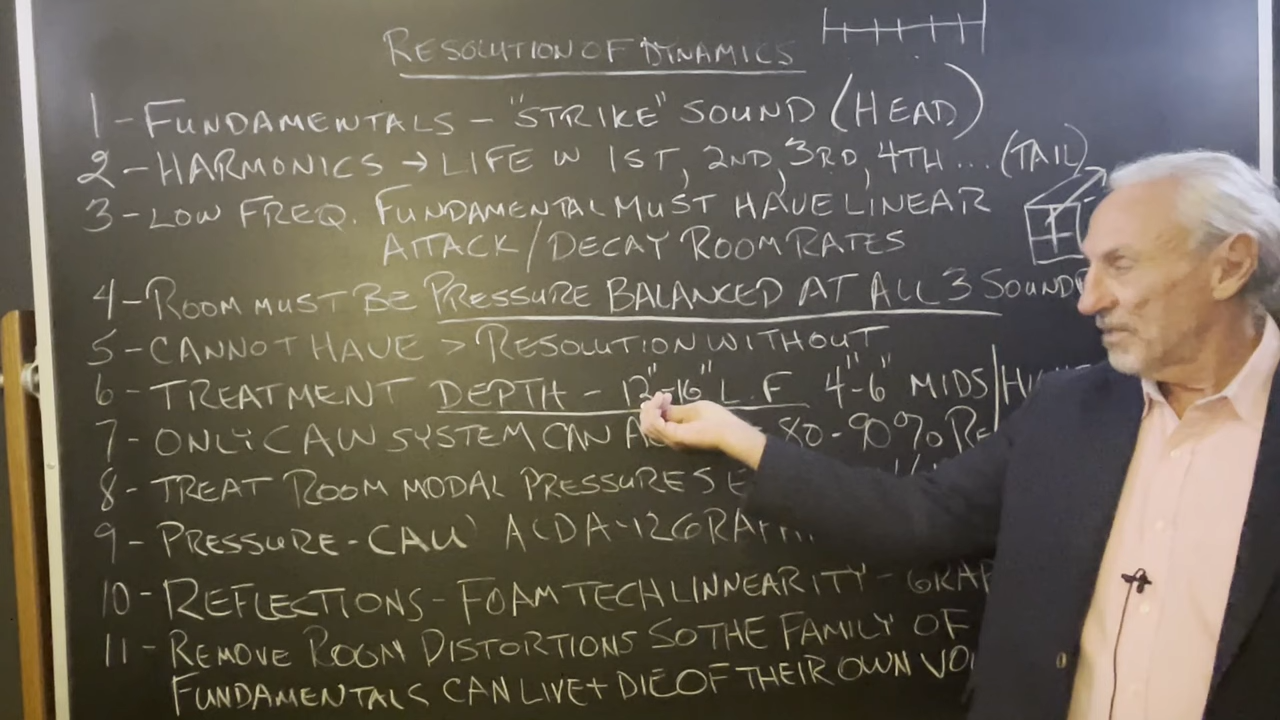 RESOLUTION OF DYNAMICS
1 - FUNDAMENTALS - "STRIKE" SOUND (HEAD)
2 - HARMONICS → LIFE IN 1ST, 2ND, 3RD, 4TH... (TAIL)
3 - LOW FREQ. FUNDAMENTAL MUST HAVE LINEAR
ATTACK/DECAY ROOM RATES
4 - ROOM MUST BE PRESSURE BALANCED AT ALL 3 SOUND
5 - CANNOT HAVE > RESOLUTION WITHOUT
6 - TREATMENT DEPTH - 12"-16" L.F 4"-6" MIDS/
7 - ONLY CAW SYSTEM CAN 80-90% RE
8 - TREAT ROOM MODAL PRESSURES
9 - PRESSURE - CAW ACDA-12 GRAPH
10 - REFLECTIONS - FOAM TECH LINNEARITY - GRAP
11 - REMOVE ROOM DISTORTIONS SO THE FAMILY OF
FUNDAMENTALS CAN LIVE + DIE OF THEIR OWN VO